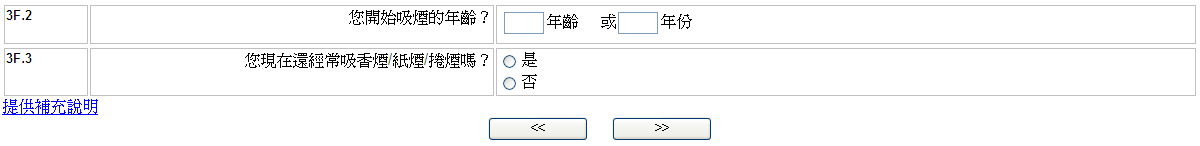 3F.2 您開始吸煙的年齡？ 年齡 或 年份
3F.3 您現在還經常吸香煙/紙煙/捲煙嗎？ 是
否
提供補充說明
<< >>